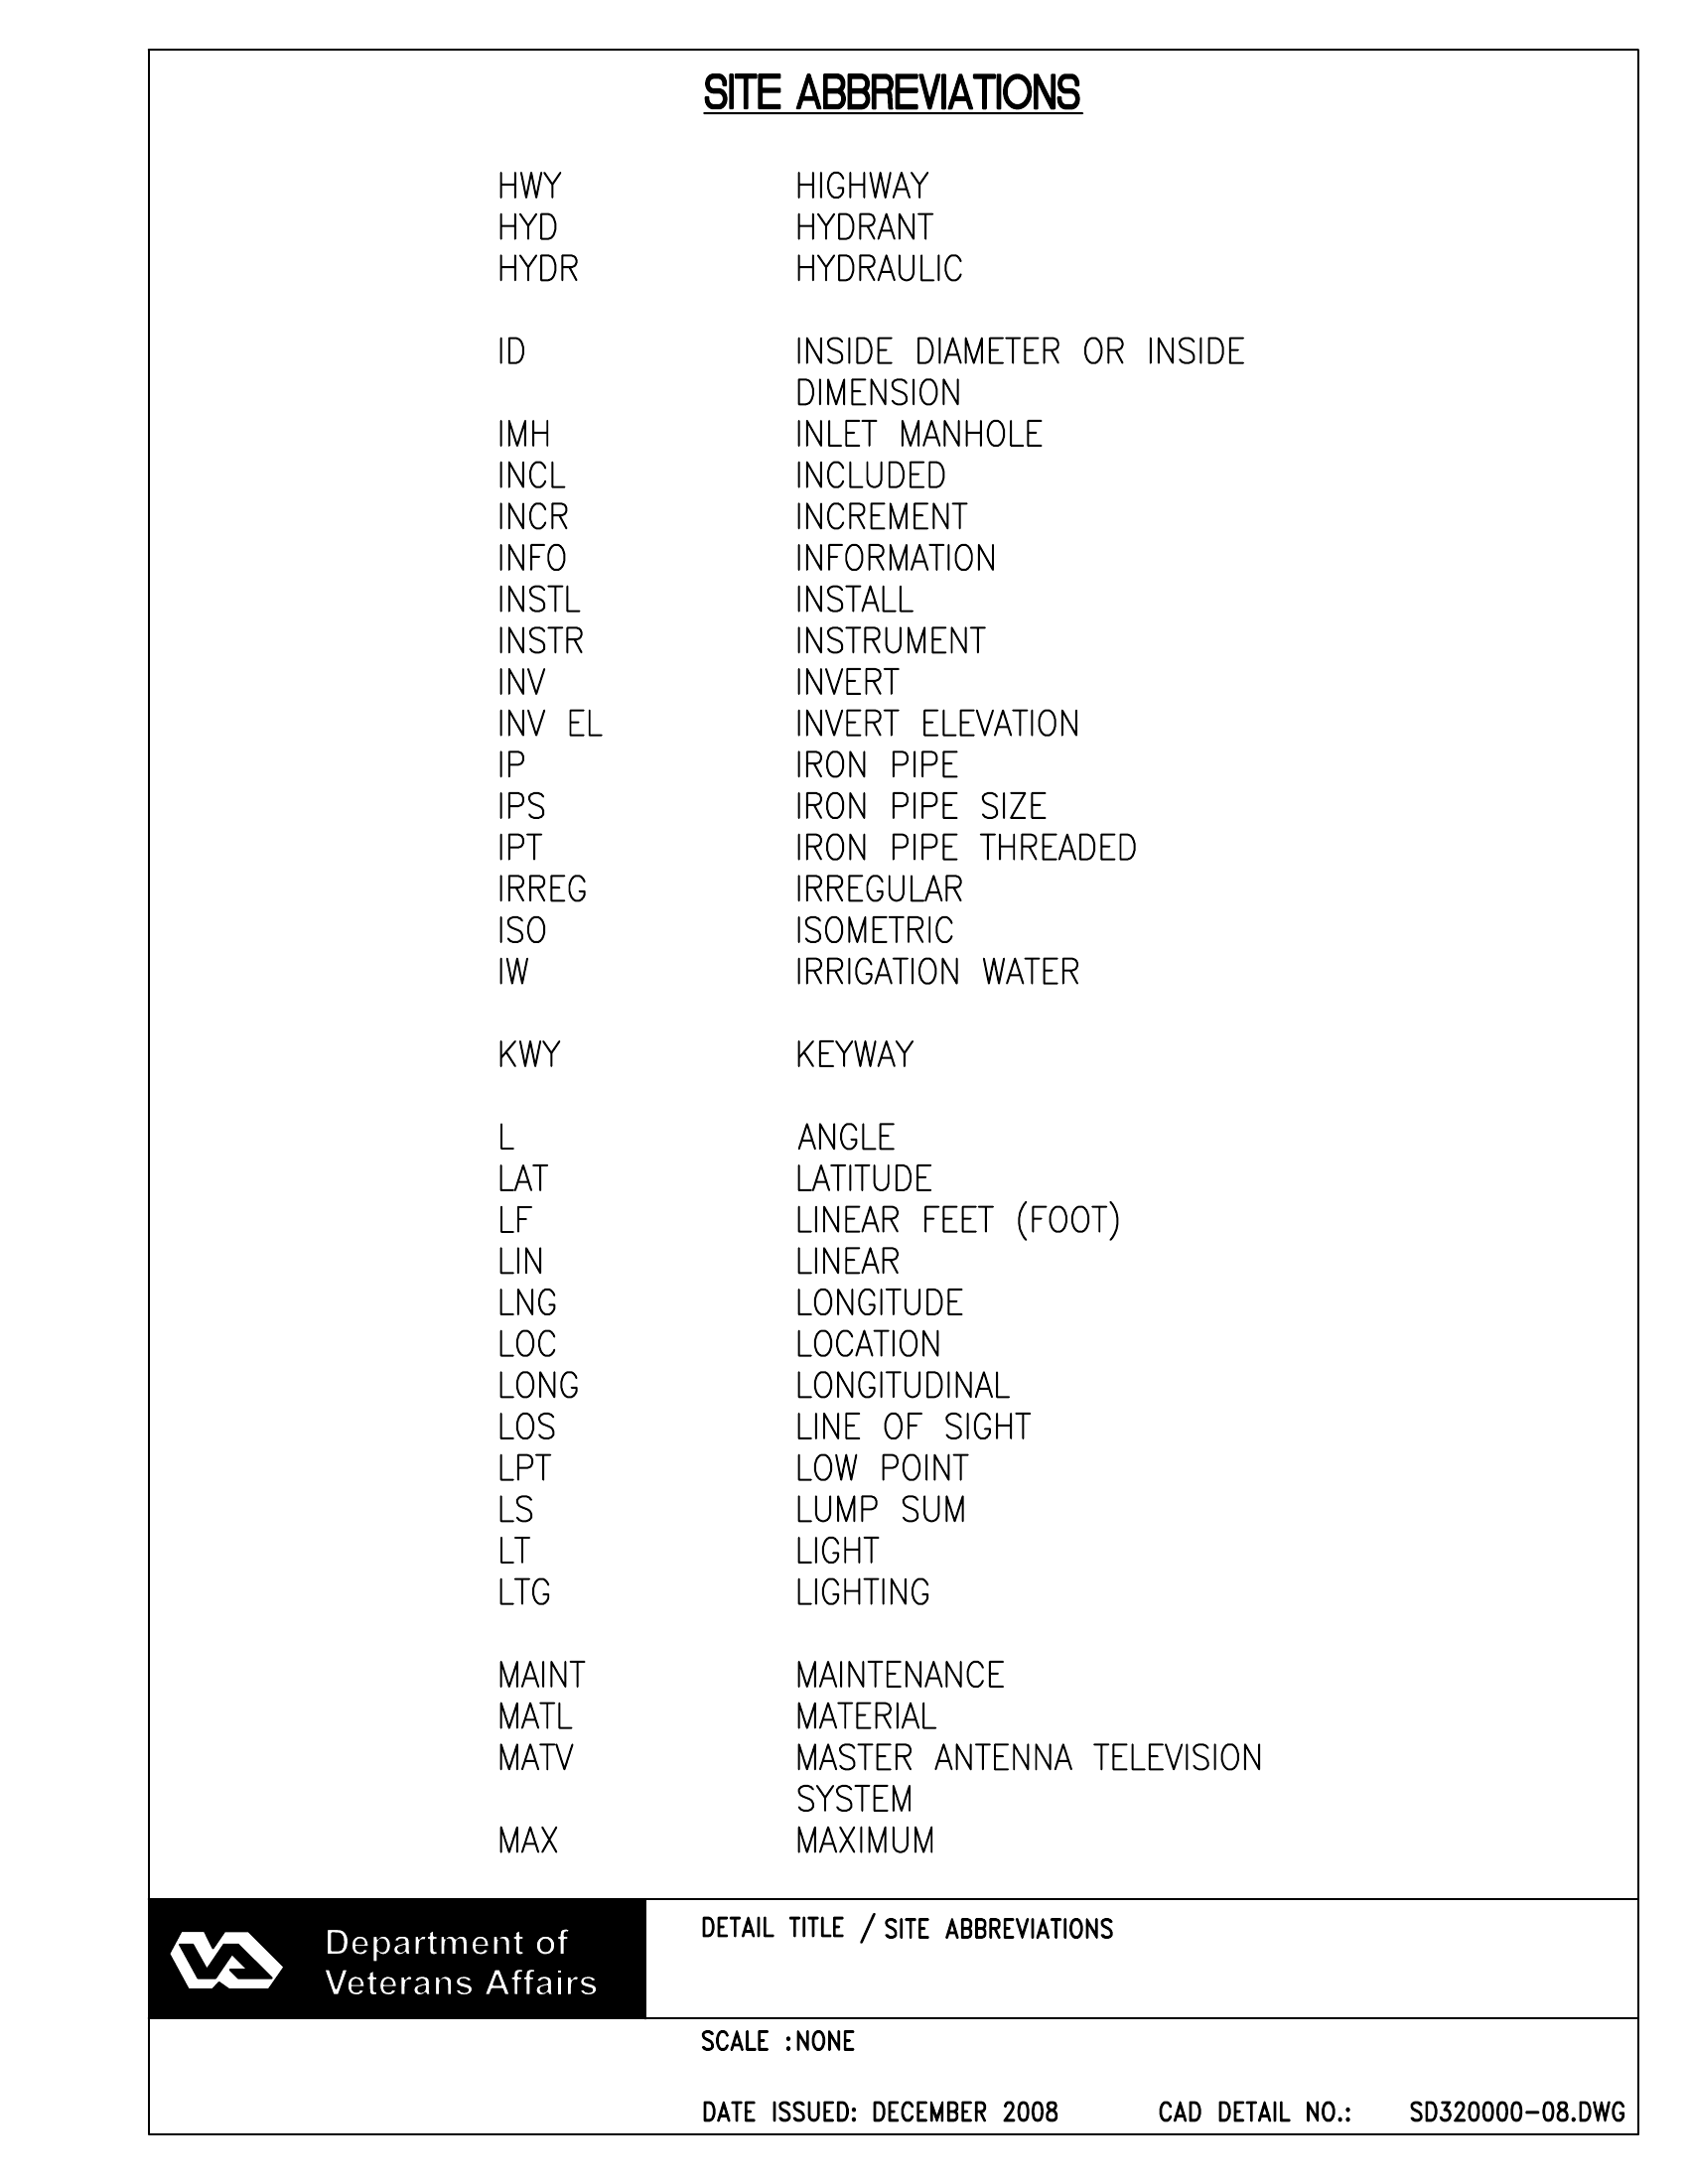 SITE ABBREVIATIONS
HWY HIGHWAY
HYD HYDRANT
HYDR HYDRAULIC
ID INSIDE DIAMETER OR INSIDE
DIMENSION
IMH INLET MANHOLE
INCL INCLUDED
INCR INCREMENT
INFO INFORMATION
INSTL INSTALL
INSTR INSTRUMENT
INV INVERT
INV EL INVERT ELEVATION
IP IRON PIPE
IPS IRON PIPE SIZE
IPT IRON PIPE THREADED
IRREG IRREGULAR
ISO ISOMETRIC
IW IRRIGATION WATER
KWY KEYWAY
L ANGLE
LAT LATITUDE
LF LINEAR FEET (FOOT)
LIN LINEAR
LNG LONGITUDE
LOC LOCATION
LONG LONGITUDINAL
LOS LINE OF SIGHT
LPT LOW POINT
LS LUMP SUM
LT LIGHT
LTG LIGHTING
MAINT MAINTENANCE
MATL MATERIAL
MATV MASTER ANTENNA TELEVISION
SYSTEM
MAX MAXIMUM
Department of
Veterans Affairs
DETAIL TITLE / SITE ABBREVIATIONS
SCALE :NONE
DATE ISSUED: DECEMBER 2008 CAD DETAIL NO.: SD320000-08.DWG